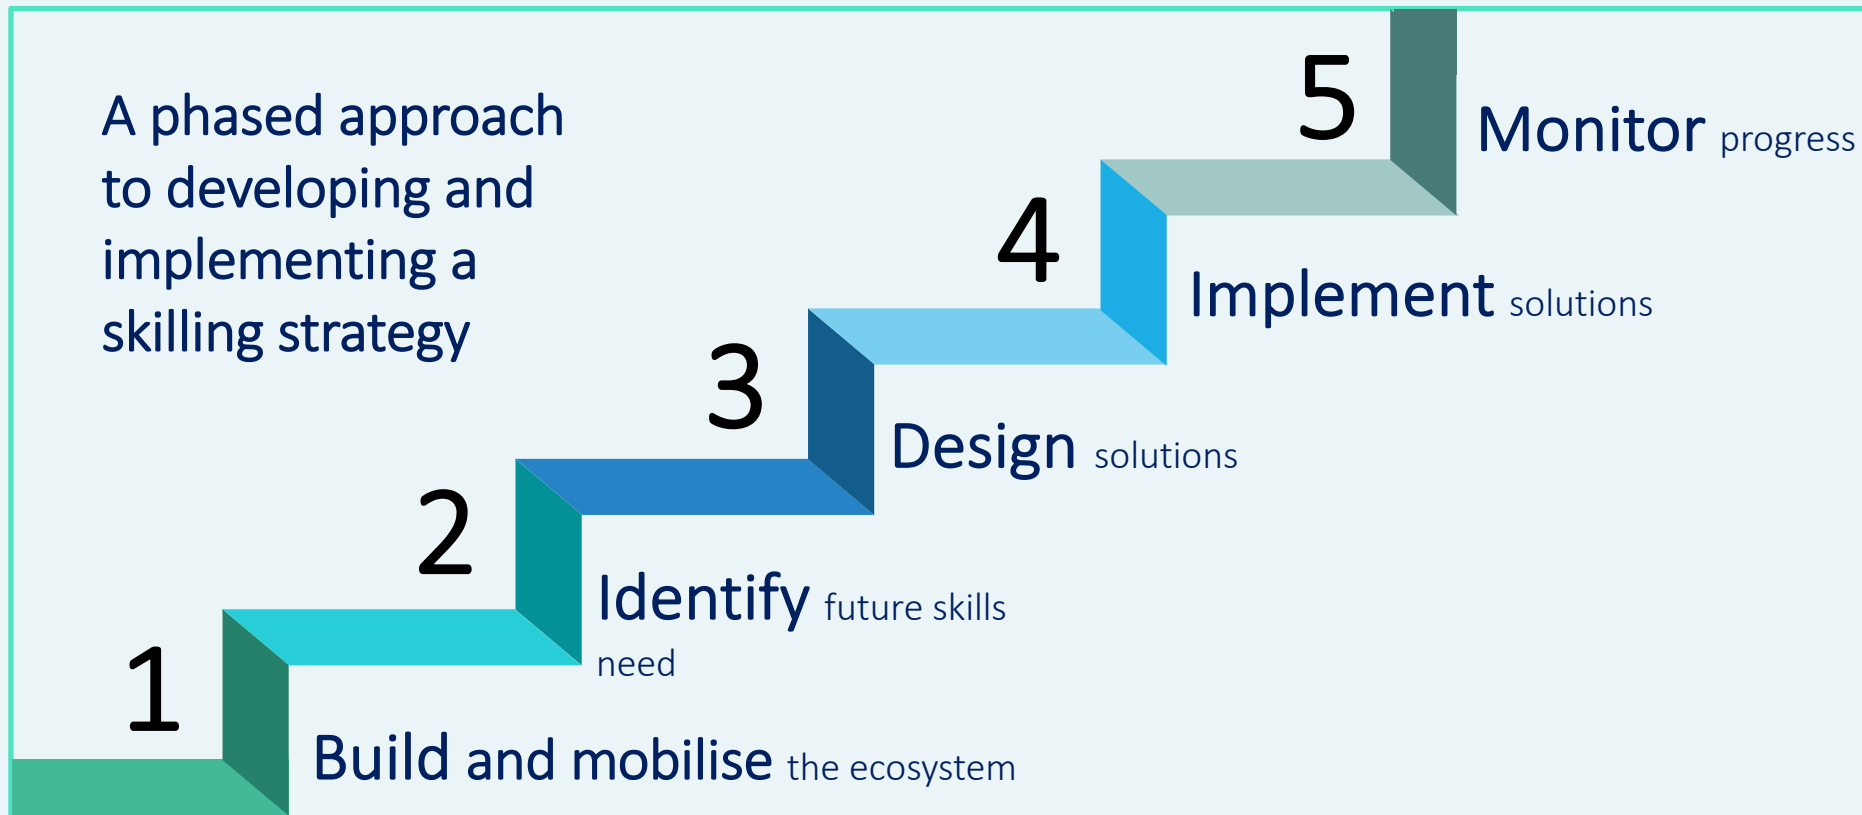 A phased approach
to developing and
implementing a
skilling strategy
1
Build and mobilise the ecosystem
2
Identify future skills
need
3
Design solutions
4
Implement solutions
5
Monitor progress